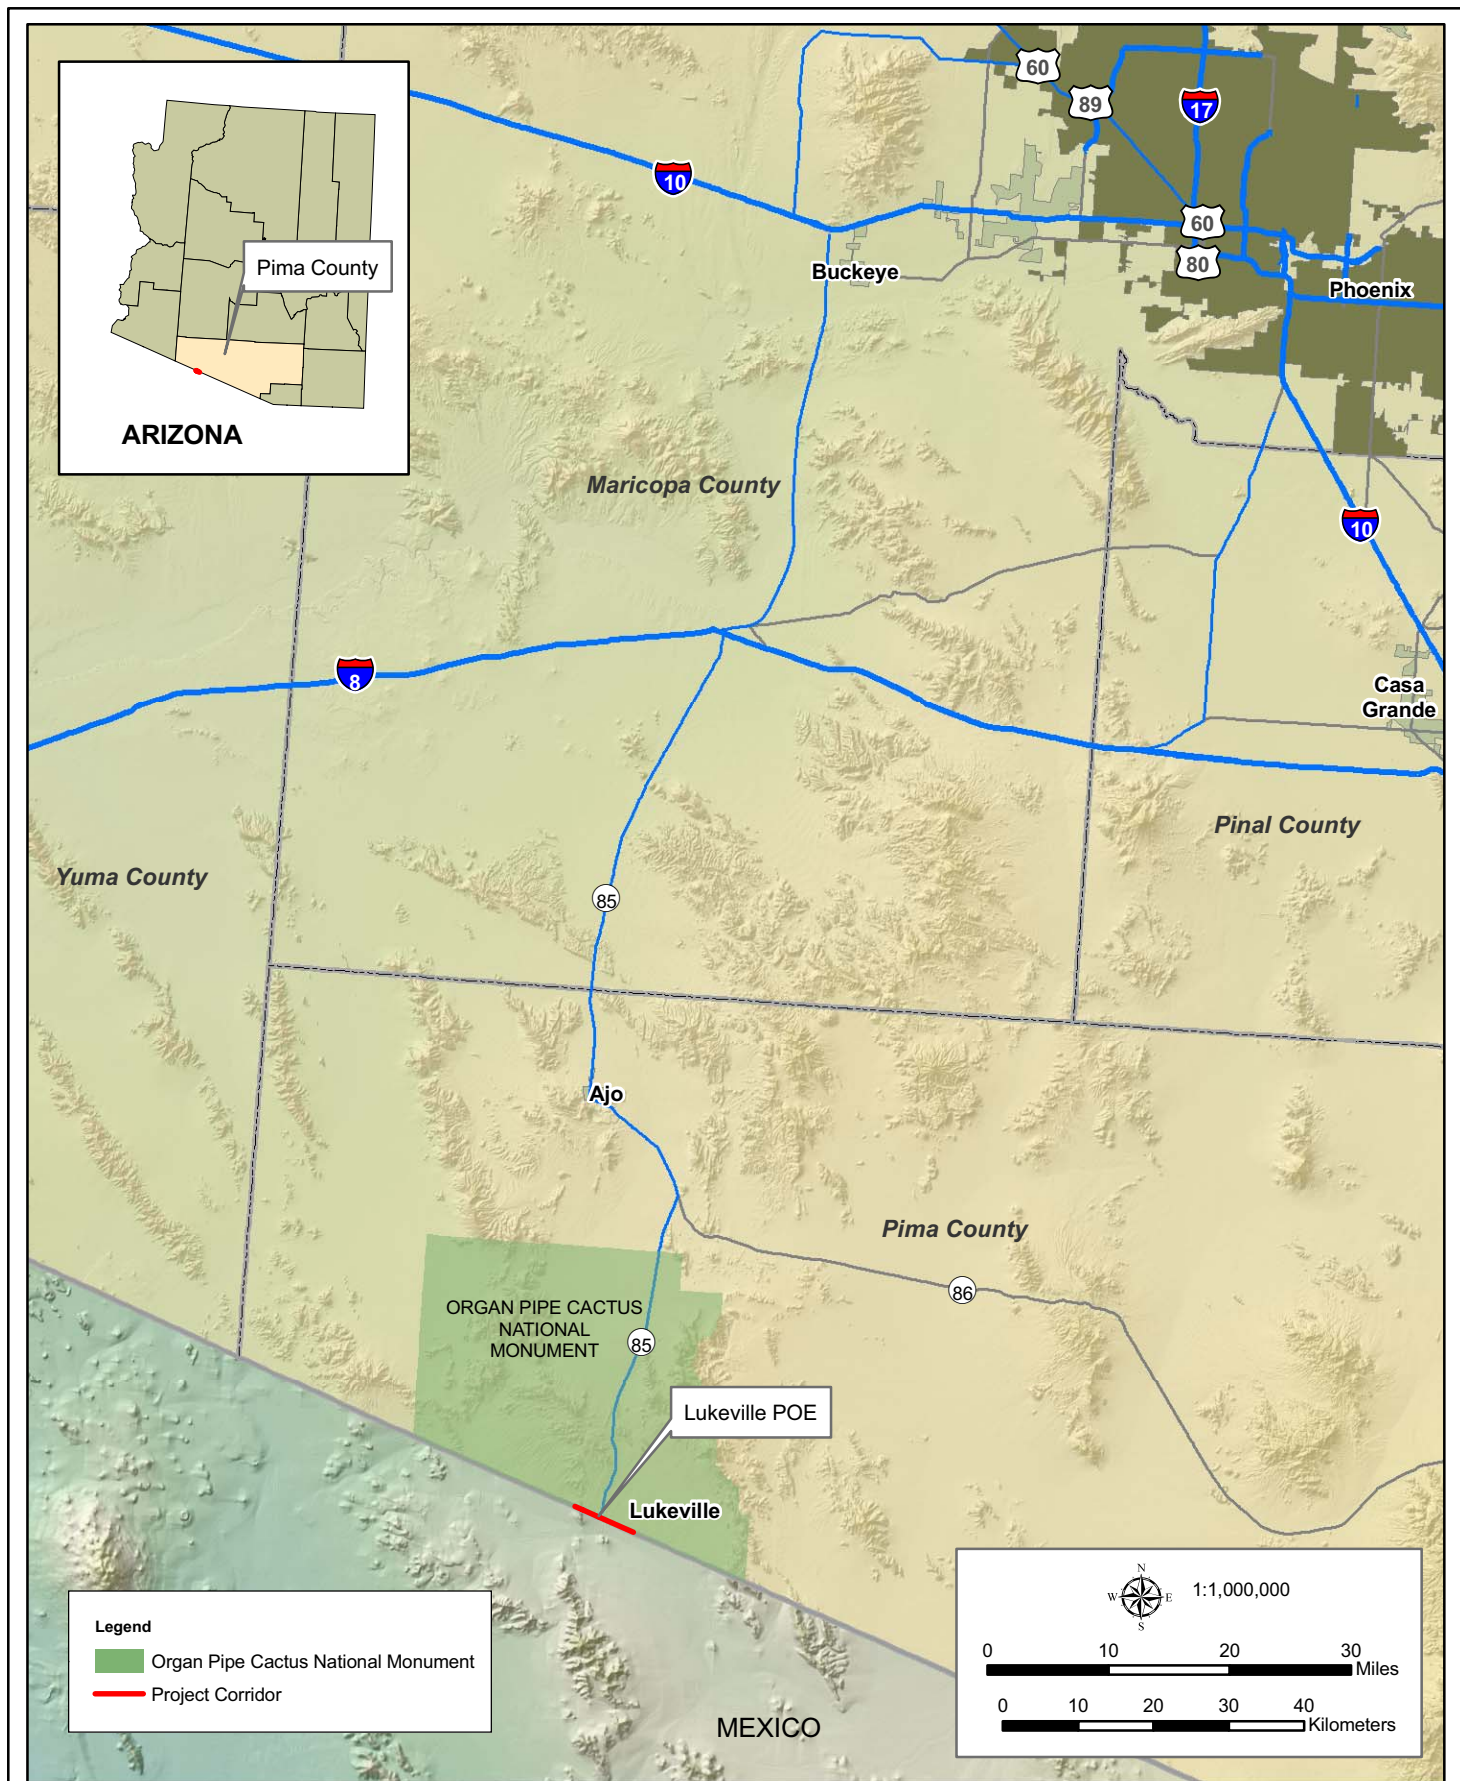 60
89
17
10
Pima County
60
80
Buckeye
Phoenix
ARIZONA
Maricopa County
10
8
Casa
Grande
Pinal County
Yuma County
85
Ajo
Pima County
86
ORGAN PIPE CACTUS
NATIONAL
MONUMENT
85
Lukeville POE
Lukeville
N
W E
S
1:1,000,000
0 10 20 30
Miles
0 10 20 30 40
Kilometers
Legend
Organ Pipe Cactus National Monument
Project Corridor
MEXICO